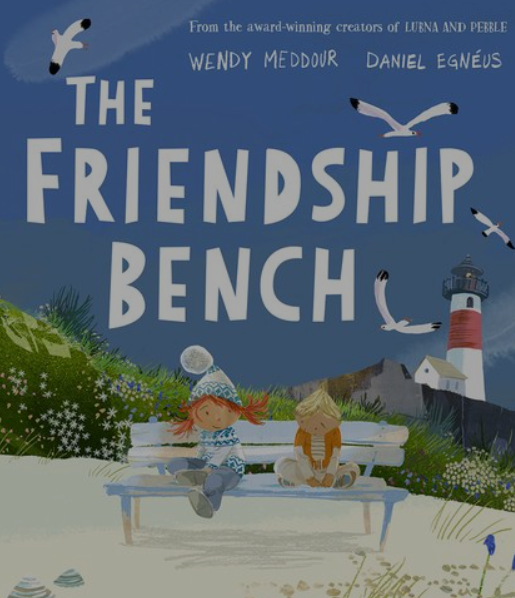 From the award-winning creators of LUBNA AND PEBBLE
WENDY MEDDOUR DANIEL EGNÉUS
THE
FRIENDSHIP
BENCH